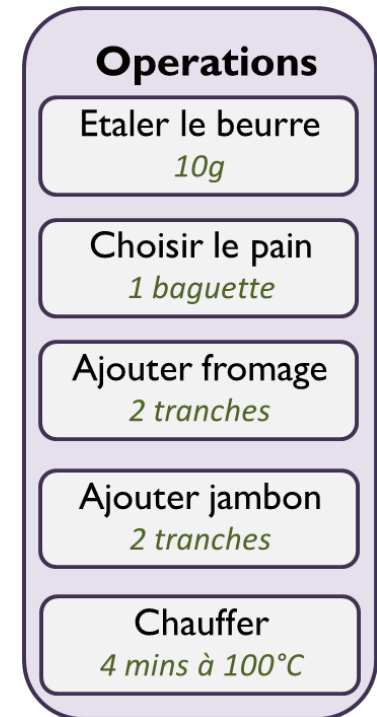 Operations
Etaler le beurre
10g
Choisir le pain
1 baguette
Ajouter fromage
2 tranches
Ajouter jambon
2 tranches
Chauffer
4 mins à 100°C